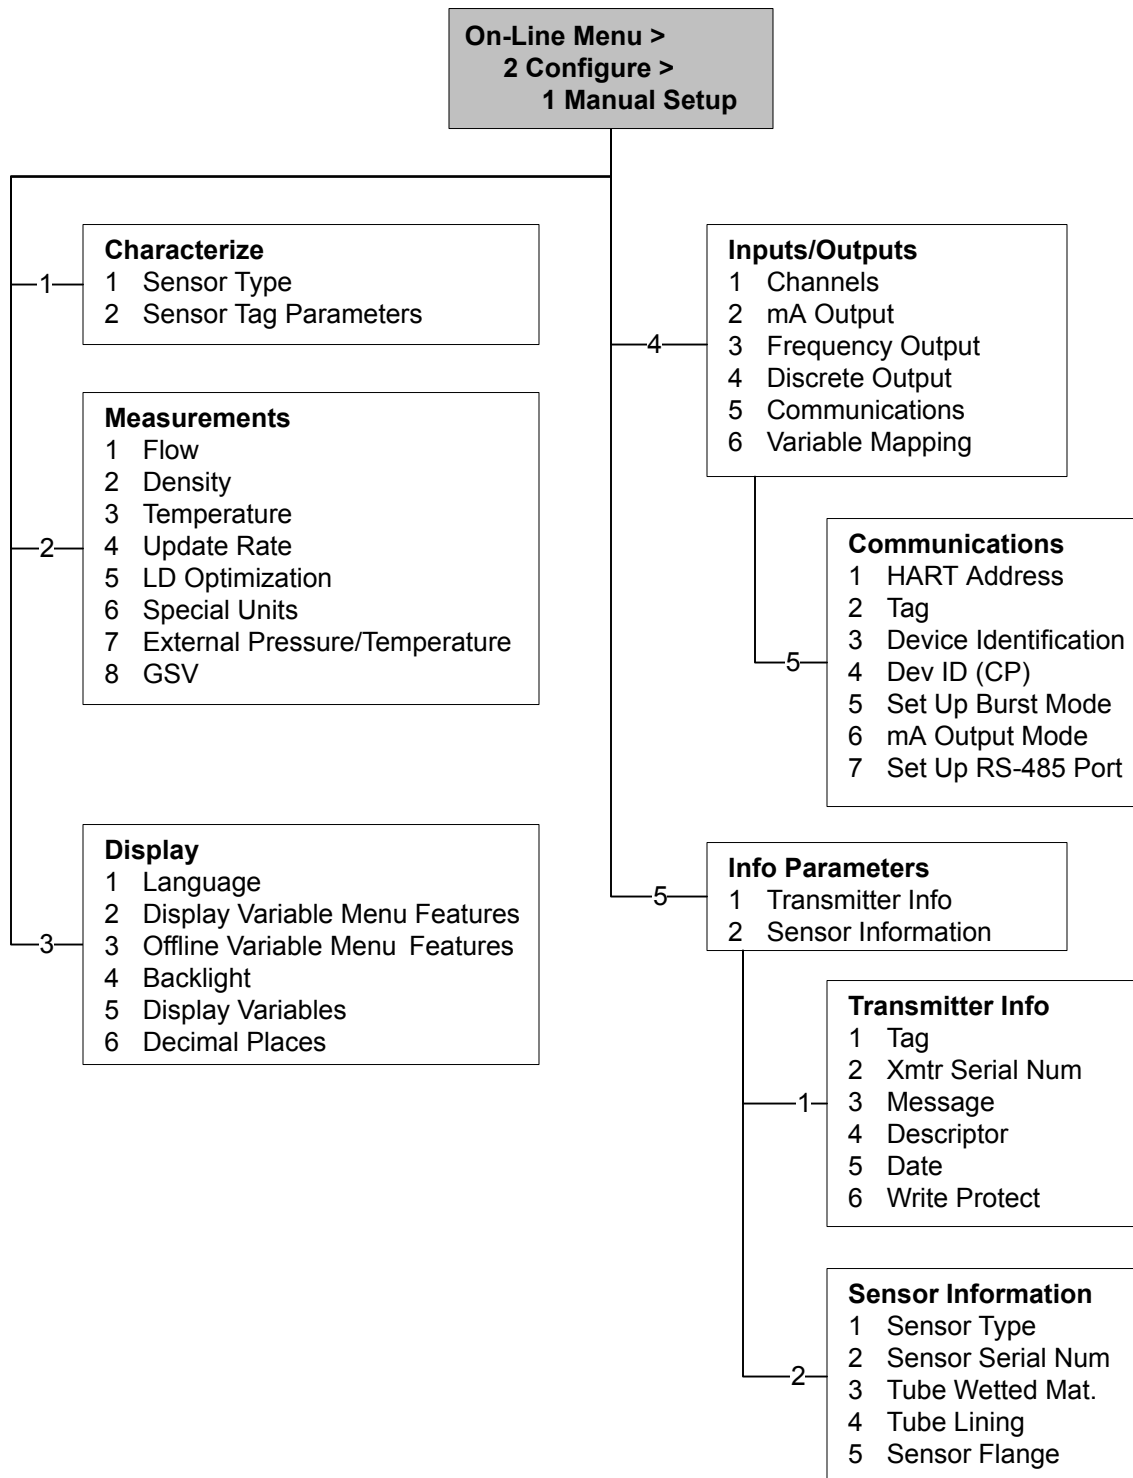 On-Line Menu >
2 Configure >
1 Manual Setup
1
Characterize
1 Sensor Type
2 Sensor Tag Parameters
2
Measurements
1 Flow
2 Density
3 Temperature
4 Update Rate
5 LD Optimization
6 Special Units
7 External Pressure/Temperature
8 GSV
3
Display
1 Language
2 Display Variable Menu Features
3 Offline Variable Menu Features
4 Backlight
5 Display Variables
6 Decimal Places
4
Inputs/Outputs
1 Channels
2 mA Output
3 Frequency Output
4 Discrete Output
5 Communications
6 Variable Mapping
5
Communications
1 HART Address
2 Tag
3 Device Identification
4 Dev ID (CP)
5 Set Up Burst Mode
6 mA Output Mode
7 Set Up RS-485 Port
5
Info Parameters
1 Transmitter Info
2 Sensor Information
1
Transmitter Info
1 Tag
2 Xmtr Serial Num
3 Message
4 Descriptor
5 Date
6 Write Protect
2
Sensor Information
1 Sensor Type
2 Sensor Serial Num
3 Tube Wetted Mat.
4 Tube Lining
5 Sensor Flange